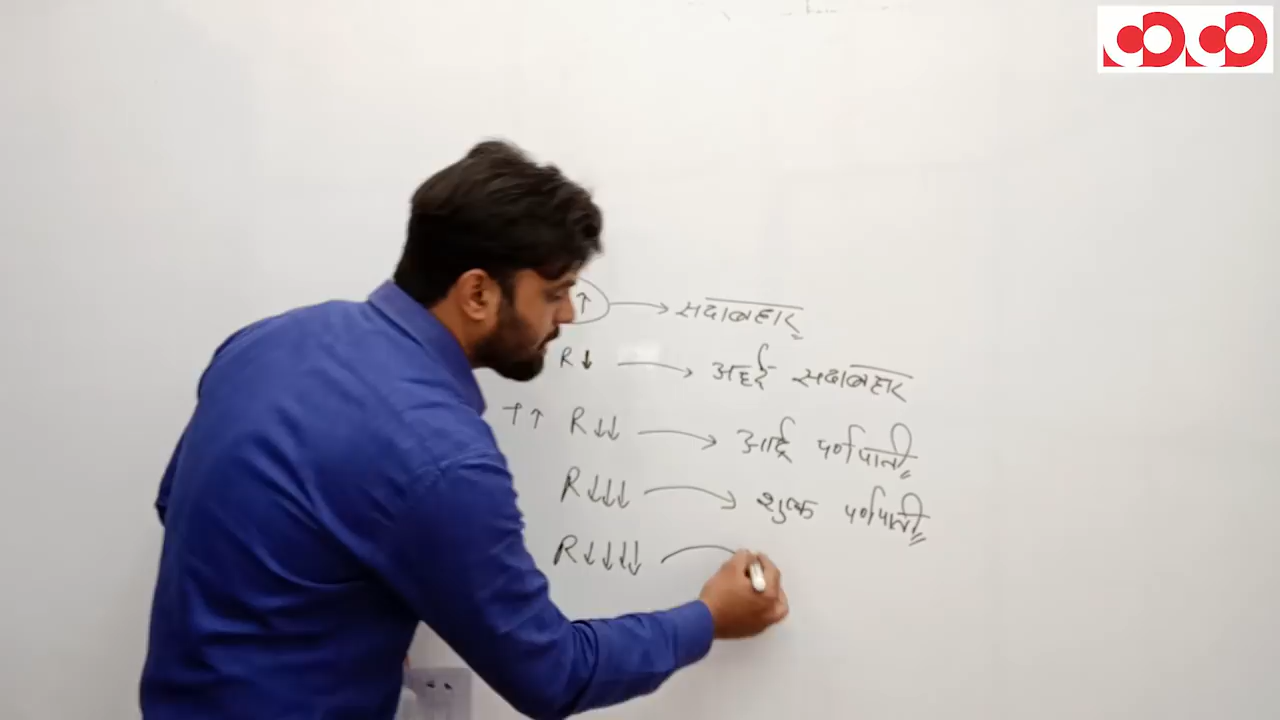 ↑ → सदाबहार
R↓ → अर्द्ध सदाबहार
T↑ R↓↓ → आर्द्र पर्णपाती
R↓↓↓ → शुष्क पर्णपाती
R↓↓↓↓